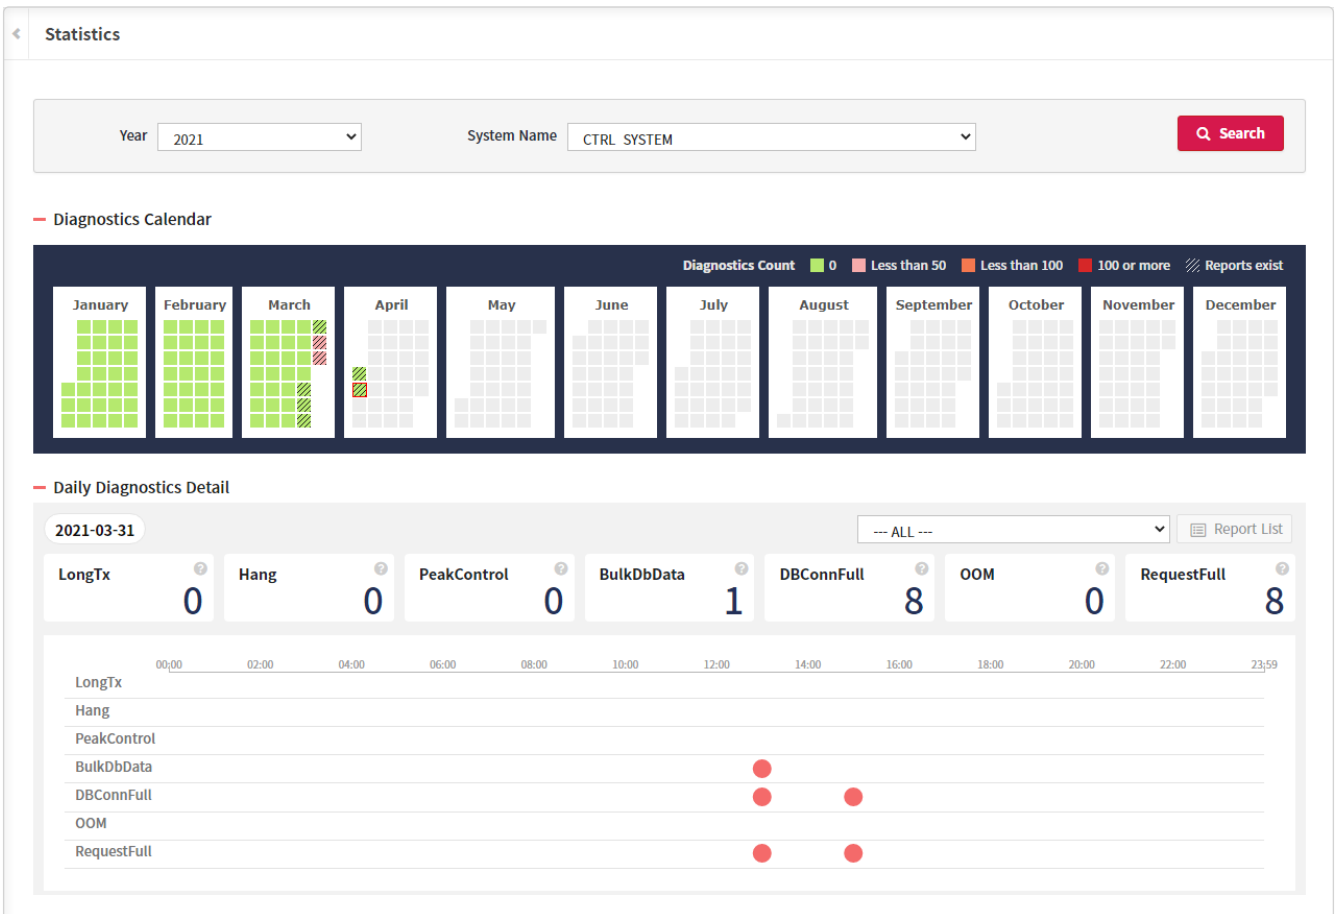 Statistics
Year 2021 System Name CTRL SYSTEM Search
Diagnostics Calendar
Diagnostics Count 0 Less than 50 Less than 100 100 or more Reports exist
January February March April May June July August September October November December
Daily Diagnostics Detail
2021-03-31 --- ALL --- Report List
LongTx ? 0 Hang ? 0 PeakControl ? 0 BulkDbData ? 1 DBConnFull ? 8 OOM ? 0 RequestFull ? 8
00:00 02:00 04:00 06:00 08:00 10:00 12:00 14:00 16:00 18:00 20:00 22:00 23:59
LongTx
Hang
PeakControl
BulkDbData
DBConnFull
OOM
RequestFull